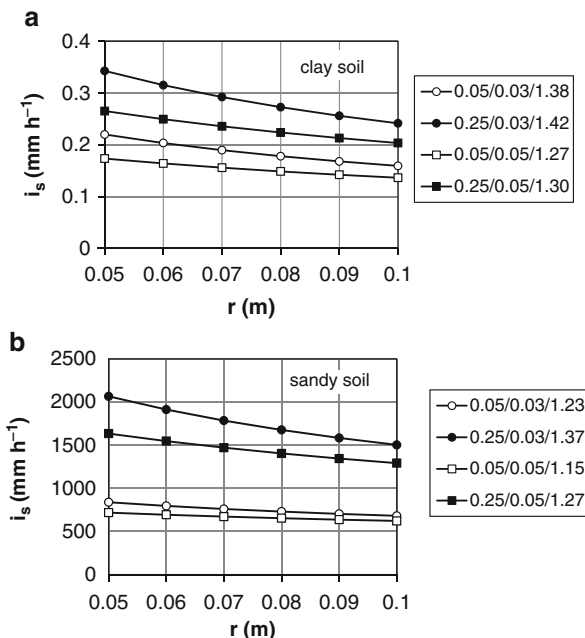 a
0.4
0.3
0.2
0.1
0
i_s (mm h⁻¹)
clay soil
0.05 0.06 0.07 0.08 0.09 0.1
r (m)
0.05/0.03/1.38
0.25/0.03/1.42
0.05/0.05/1.27
0.25/0.05/1.30
b
2500
2000
1500
1000
500
0
i_s (mm h⁻¹)
sandy soil
0.05 0.06 0.07 0.08 0.09 0.1
r (m)
0.05/0.03/1.23
0.25/0.03/1.37
0.05/0.05/1.15
0.25/0.05/1.27